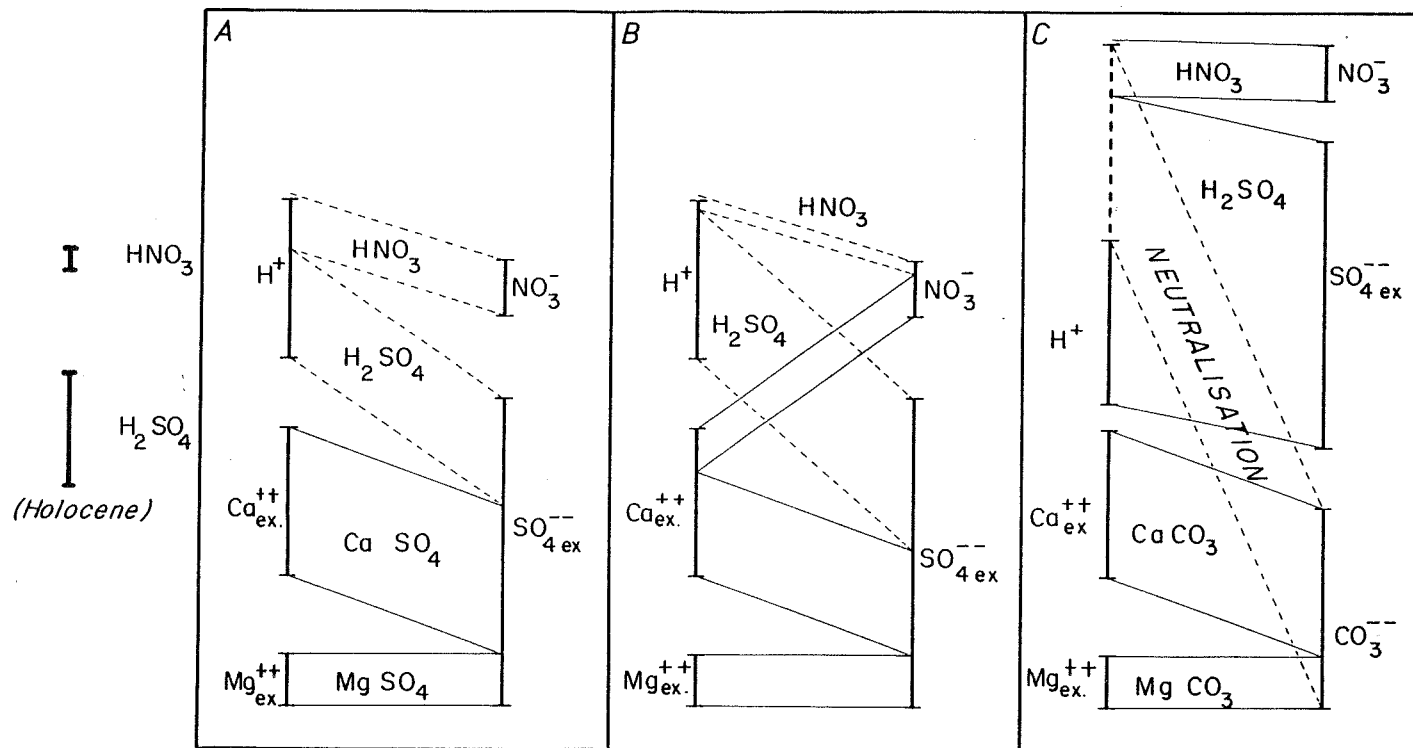 HNO₃
H₂SO₄
(Holocene)
A
HNO₃
H⁺
NO₃⁻
H₂SO₄
Ca⁺⁺ex.
Ca SO₄
SO₄⁻⁻ex
Mg⁺⁺ex
Mg SO₄
B
HNO₃
H⁺
NO₃⁻
H₂SO₄
Ca⁺⁺ex.
SO₄⁻⁻ex
Mg⁺⁺ex.
C
HNO₃
NO₃⁻
H₂SO₄
SO₄⁻⁻ex
NEUTRALISATION
H⁺
Ca⁺⁺ex
CaCO₃
CO₃⁻⁻
Mg⁺⁺ex.
Mg CO₃